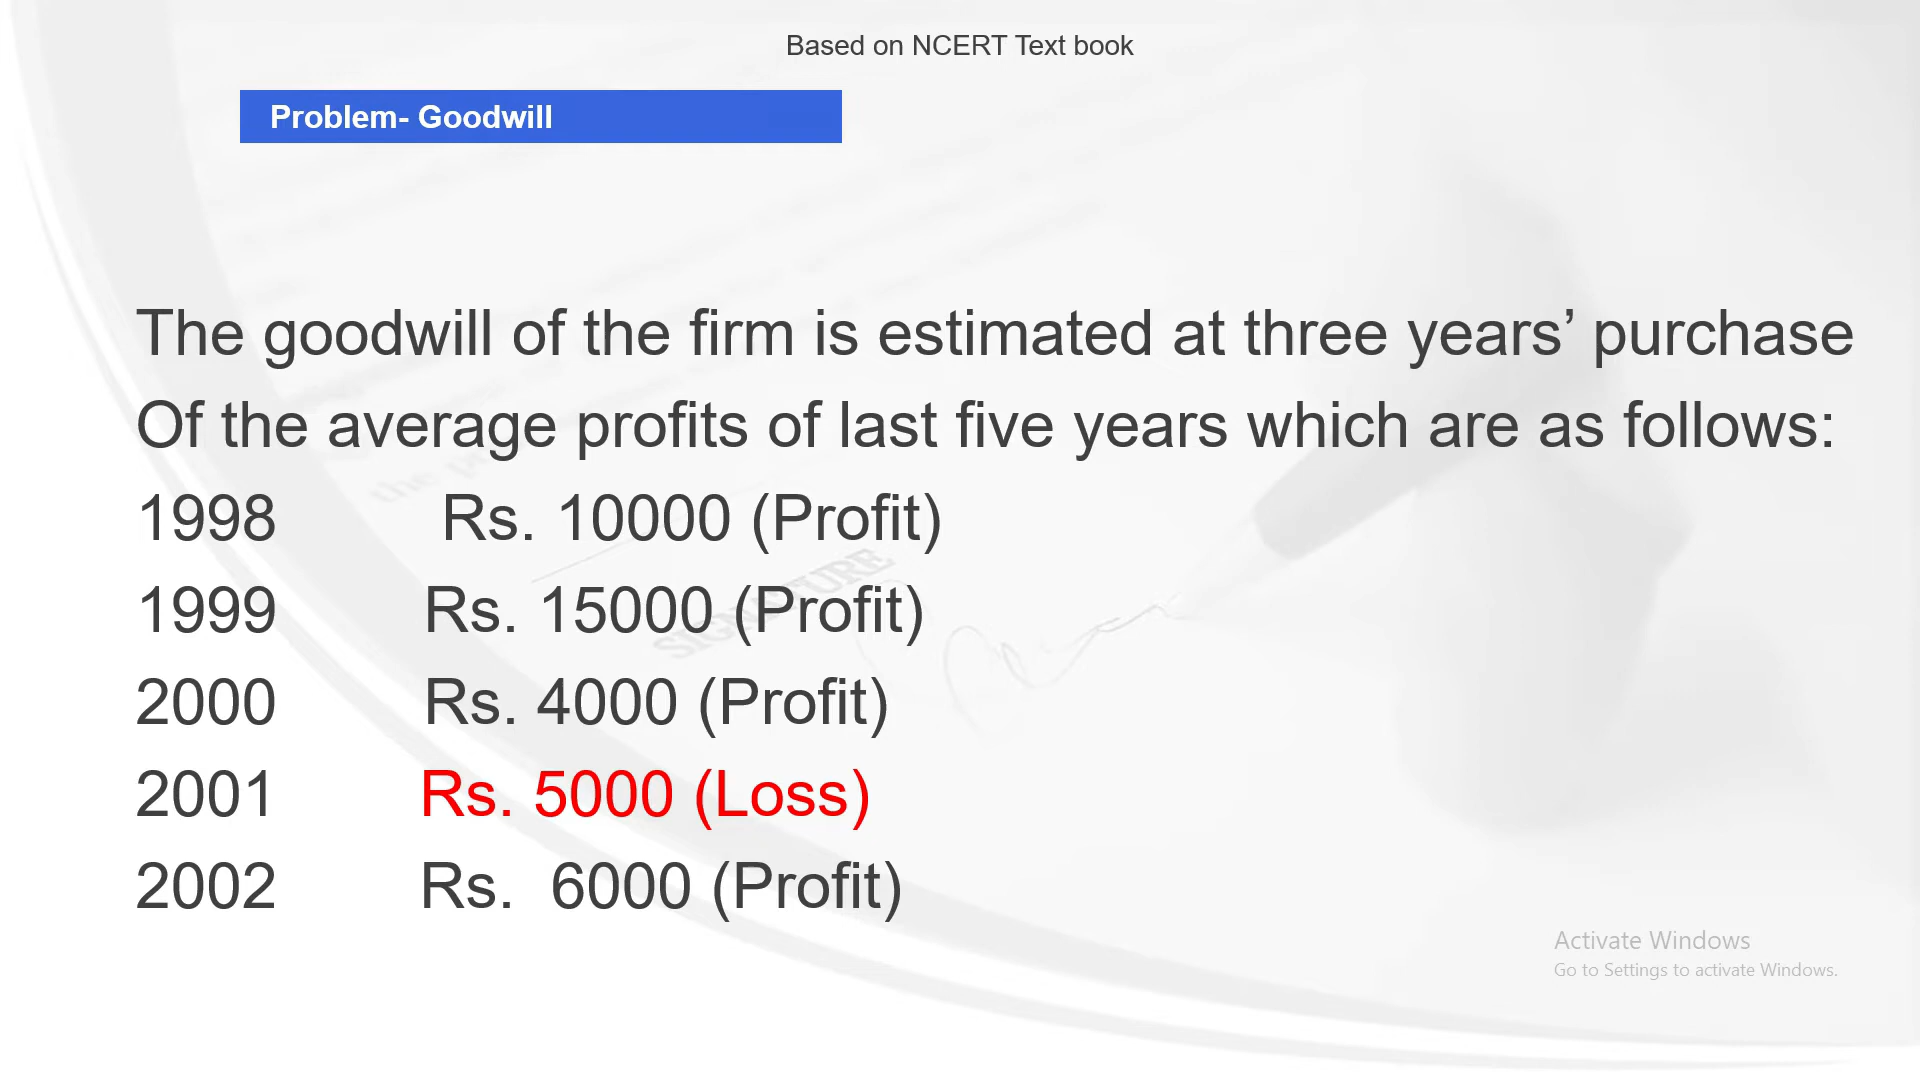 Based on NCERT Text book
Problem- Goodwill
The goodwill of the firm is estimated at three years’ purchase
Of the average profits of last five years which are as follows:
1998 Rs. 10000 (Profit)
1999 Rs. 15000 (Profit)
2000 Rs. 4000 (Profit)
2001 Rs. 5000 (Loss)
2002 Rs. 6000 (Profit)
SIGNATURE
Activate Windows
Go to Settings to activate Windows.